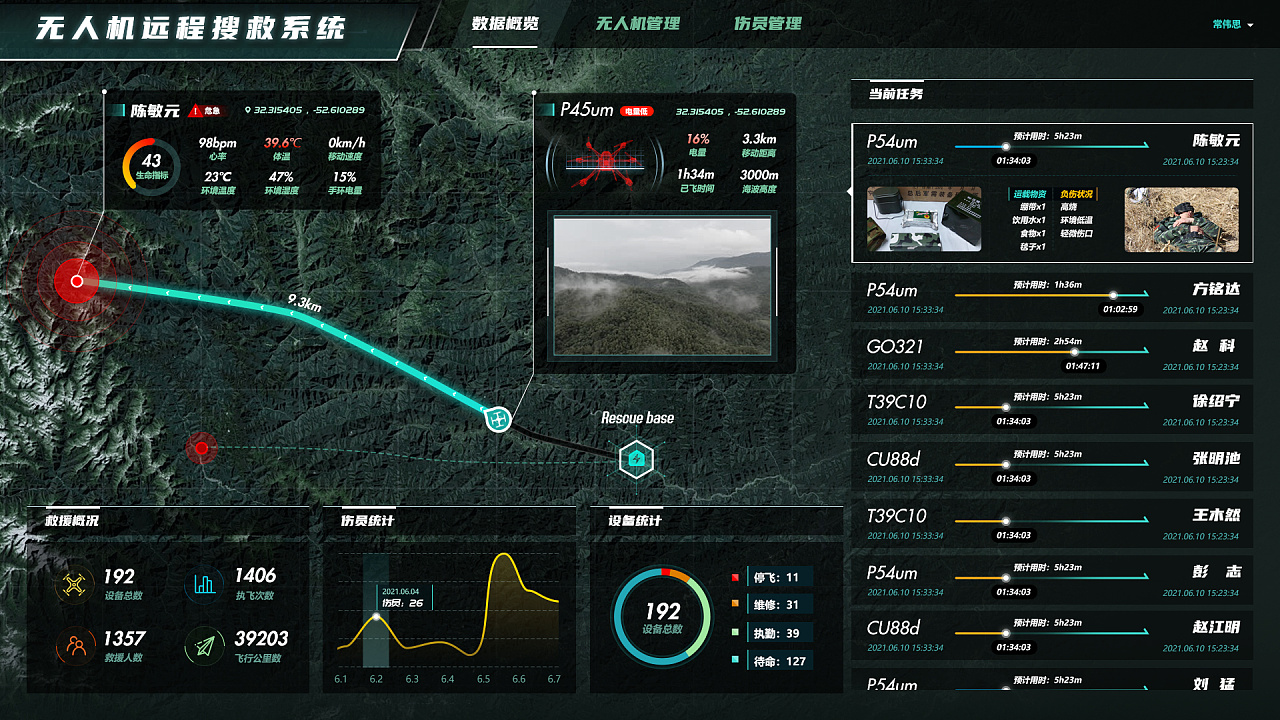 无人机远程搜救系统
数据概览
无人机管理
伤员管理
常伟思
陈敏元
危急
32.315405 , -52.610289
43
生命指标
98bpm
心率
39.6℃
体温
0km/h
移动速度
23℃
环境温度
47%
环境湿度
15%
手环电量
P45um
电量低
32.315405 , -52.610289
16%
电量
3.3km
移动距离
1h34m
已飞时间
3000m
海波高度
9.3km
Resoue base
当前任务
P54um
预计用时：5h23m
陈敏元
2021.06.10 15:33:34
01:34:03
2021.06.10 15:23:34
运载物资
绷带x1
饮用水x1
食物x1
毯子x1
负伤状况
高烧
环境低温
轻微伤口
P54um
预计用时：1h36m
方铭达
2021.06.10 15:33:34
01:02:59
2021.06.10 15:23:34
GO321
预计用时：2h54m
赵 科
2021.06.10 15:33:34
01:47:11
2021.06.10 15:23:34
T39C10
预计用时：5h23m
徐绍宁
2021.06.10 15:33:34
01:34:03
2021.06.10 15:23:34
CU88d
预计用时：5h23m
张明池
2021.06.10 15:33:34
01:34:03
2021.06.10 15:23:34
T39C10
预计用时：5h23m
王木然
2021.06.10 15:33:34
01:34:03
2021.06.10 15:23:34
P54um
预计用时：5h23m
彭 志
2021.06.10 15:33:34
01:34:03
2021.06.10 15:23:34
CU88d
预计用时：5h23m
赵江明
2021.06.10 15:33:34
01:34:03
2021.06.10 15:23:34
P54um
预计用时：5h23m
刘 猛
救援概况
192
设备总数
1406
执飞次数
1357
救援人数
39203
飞行公里数
伤员统计
2021.06.04
伤员：26
6.1 6.2 6.3 6.4 6.5 6.6 6.7
设备统计
192
设备总数
停飞：11
维修：31
执勤：39
待命：127